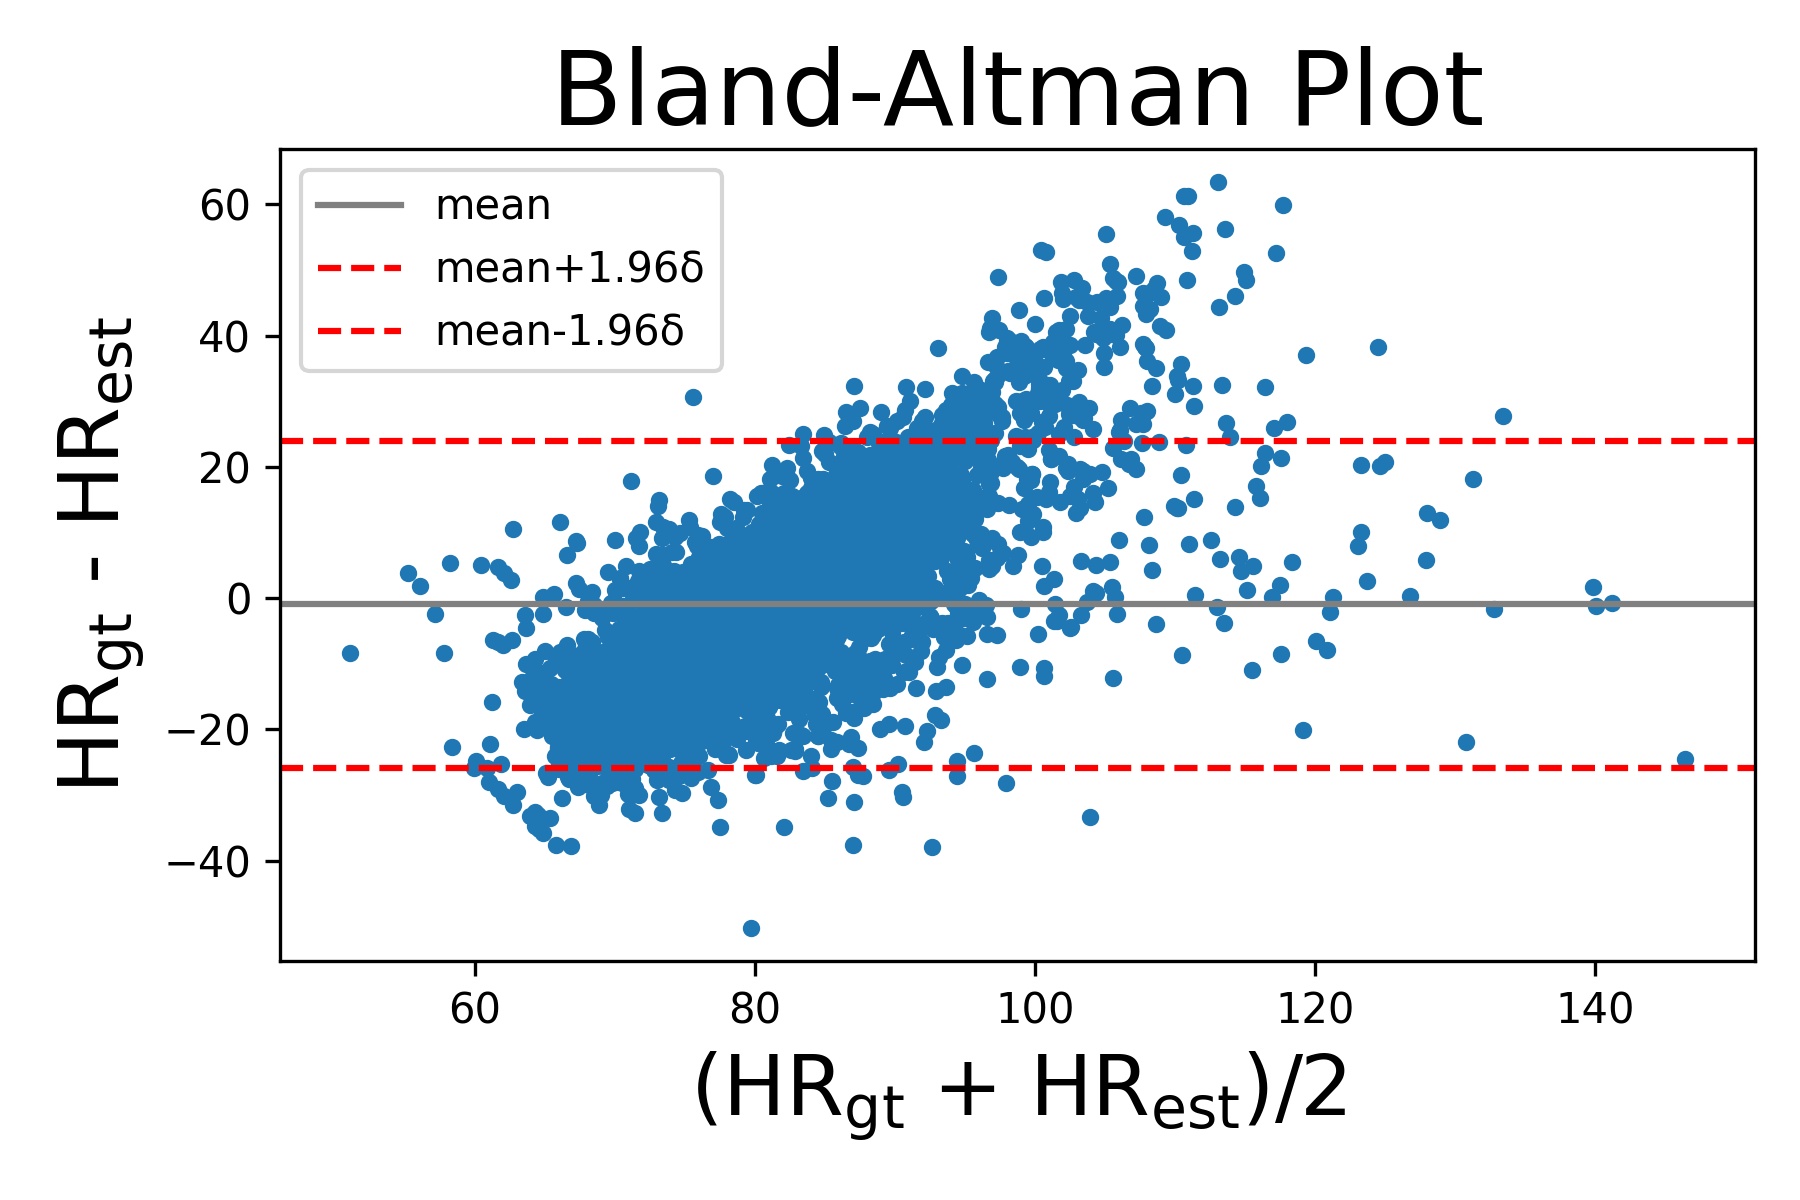 Bland-Altman Plot
mean
mean+1.96δ
mean-1.96δ
HRgt - HRest
60
40
20
0
−20
−40
60 80 100 120 140
(HRgt + HRest)/2